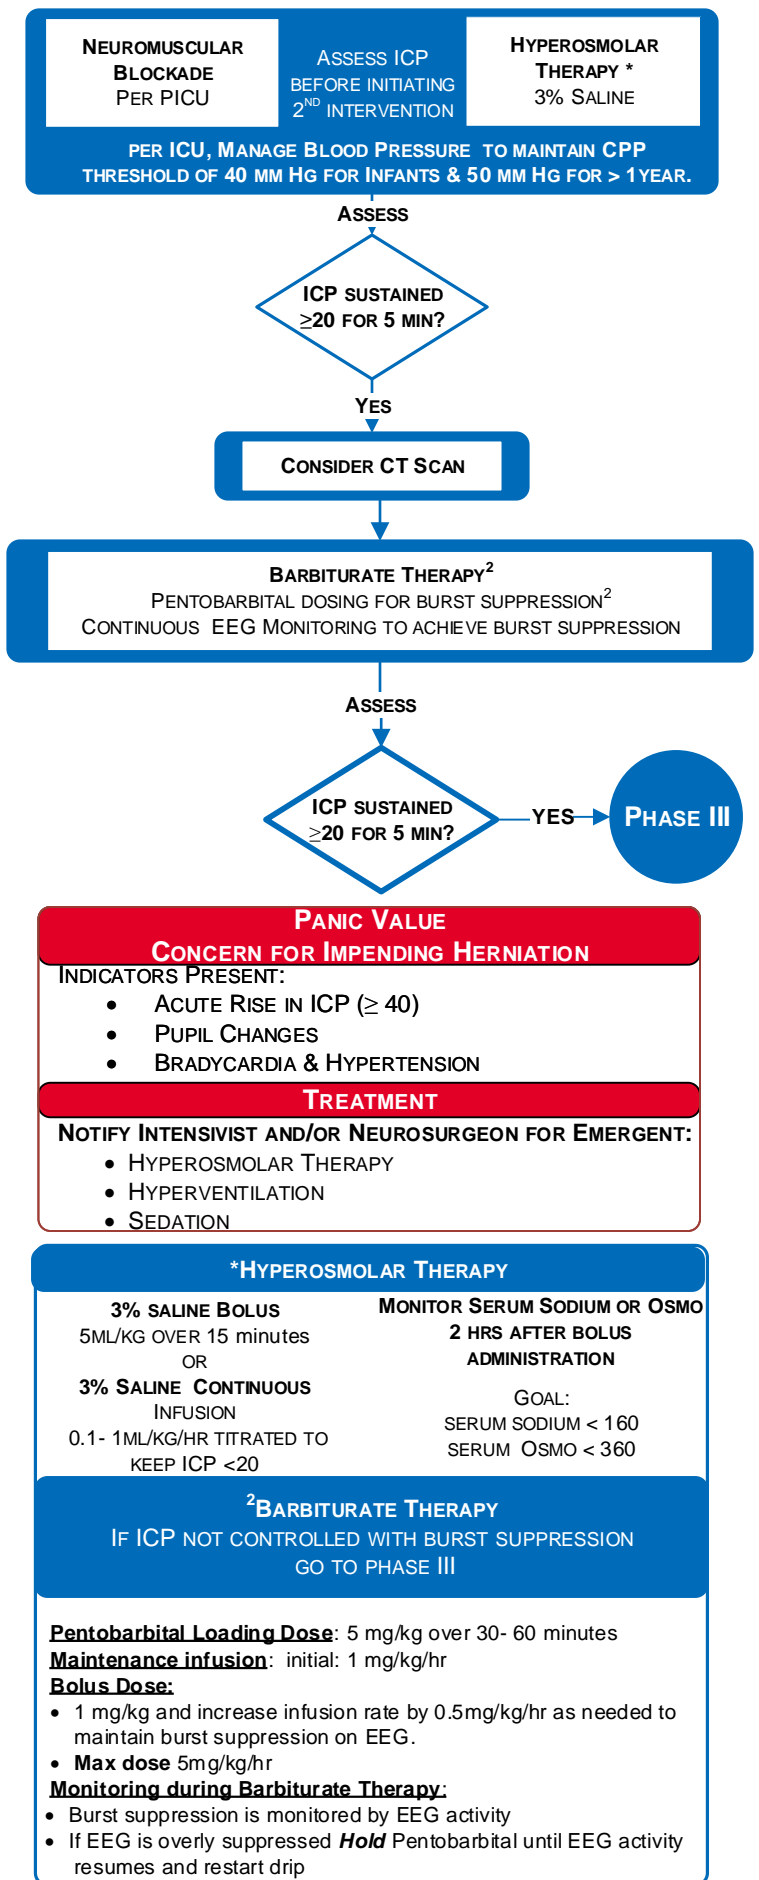 NEUROMUSCULAR
BLOCKADE
PER PICU
ASSESS ICP
BEFORE INITIATING
2ND INTERVENTION
HYPEROSMOLAR
THERAPY *
3% SALINE
PER ICU, MANAGE BLOOD PRESSURE TO MAINTAIN CPP
THRESHOLD OF 40 MM HG FOR INFANTS & 50 MM HG FOR > 1YEAR.
ASSESS
ICP SUSTAINED
≥20 FOR 5 MIN?
YES
CONSIDER CT SCAN
BARBITURATE THERAPY2
PENTOBARBITAL DOSING FOR BURST SUPPRESSION2
CONTINUOUS EEG MONITORING TO ACHIEVE BURST SUPPRESSION
ASSESS
ICP SUSTAINED
≥20 FOR 5 MIN?
YES
PHASE III
PANIC VALUE
CONCERN FOR IMPENDING HERNIATION
INDICATORS PRESENT:
• ACUTE RISE IN ICP (≥ 40)
• PUPIL CHANGES
• BRADYCARDIA & HYPERTENSION
TREATMENT
NOTIFY INTENSIVIST AND/OR NEUROSURGEON FOR EMERGENT:
• HYPEROSMOLAR THERAPY
• HYPERVENTILATION
• SEDATION
*HYPEROSMOLAR THERAPY
3% SALINE BOLUS
5ML/KG OVER 15 minutes
OR
3% SALINE CONTINUOUS
INFUSION
0.1- 1ML/KG/HR TITRATED TO
KEEP ICP <20
MONITOR SERUM SODIUM OR OSMO
2 HRS AFTER BOLUS
ADMINISTRATION
GOAL:
SERUM SODIUM < 160
SERUM OSMO < 360
2BARBITURATE THERAPY
IF ICP NOT CONTROLLED WITH BURST SUPPRESSION
GO TO PHASE III
Pentobarbital Loading Dose: 5 mg/kg over 30- 60 minutes
Maintenance infusion: initial: 1 mg/kg/hr
Bolus Dose:
• 1 mg/kg and increase infusion rate by 0.5mg/kg/hr as needed to
maintain burst suppression on EEG.
• Max dose 5mg/kg/hr
Monitoring during Barbiturate Therapy:
• Burst suppression is monitored by EEG activity
• If EEG is overly suppressed Hold Pentobarbital until EEG activity
resumes and restart drip